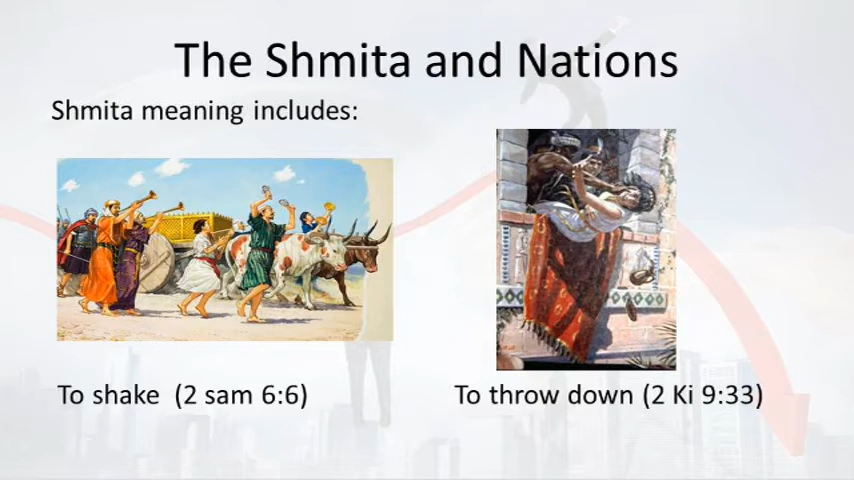 The Shmita and Nations
Shmita meaning includes:
To shake (2 sam 6:6)
To throw down (2 Ki 9:33)